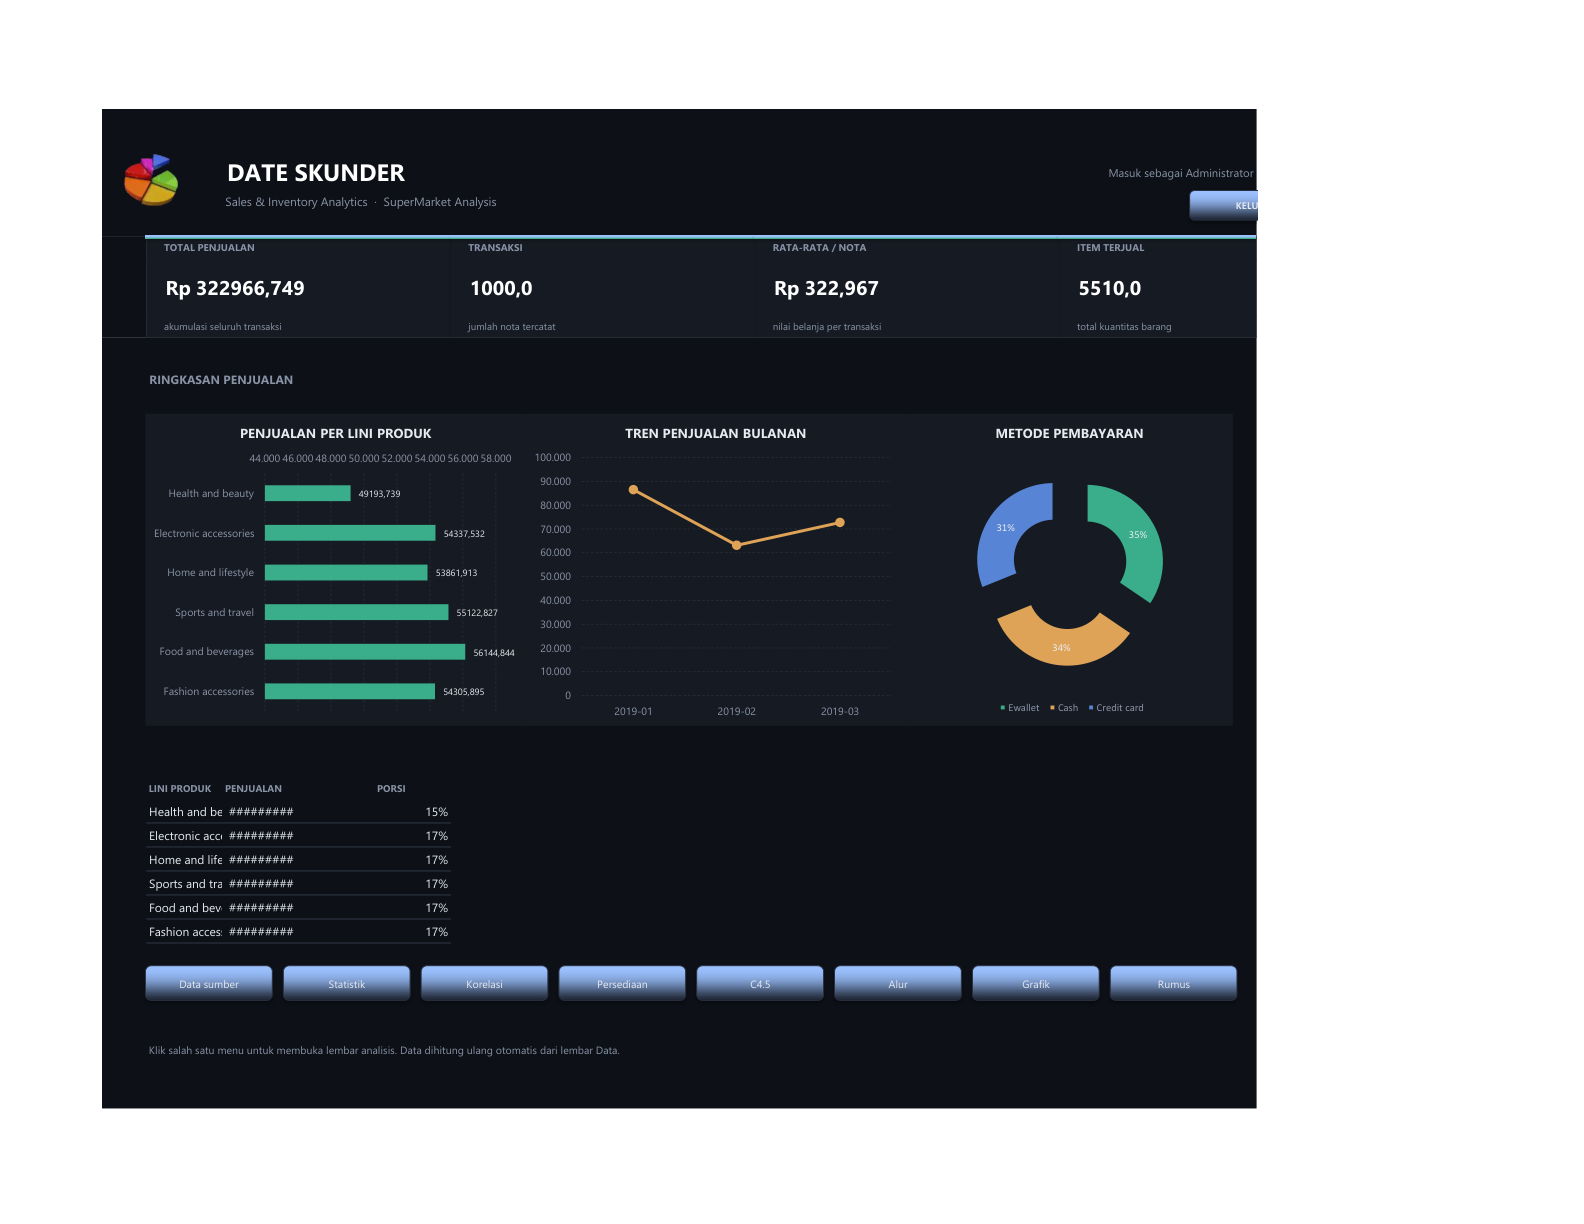 DATE SKUNDER
Sales & Inventory Analytics · SuperMarket Analysis
Masuk sebagai Administrator
KELU
TOTAL PENJUALAN
Rp 322966,749
akumulasi seluruh transaksi
TRANSAKSI
1000,0
jumlah nota tercatat
RATA-RATA / NOTA
Rp 322,967
nilai belanja per transaksi
ITEM TERJUAL
5510,0
total kuantitas barang
RINGKASAN PENJUALAN
PENJUALAN PER LINI PRODUK
44.000 46.000 48.000 50.000 52.000 54.000 56.000 58.000
Health and beauty 49193,739
Electronic accessories 54337,532
Home and lifestyle 53861,913
Sports and travel 55122,827
Food and beverages 56144,844
Fashion accessories 54305,895
TREN PENJUALAN BULANAN
100.000
90.000
80.000
70.000
60.000
50.000
40.000
30.000
20.000
10.000
0
2019-01 2019-02 2019-03
METODE PEMBAYARAN
31%
35%
34%
Ewallet Cash Credit card
LINI PRODUK PENJUALAN PORSI
Health and be ######### 15%
Electronic acc ######### 17%
Home and life ######### 17%
Sports and tra ######### 17%
Food and bev ######### 17%
Fashion acces ######### 17%
Data sumber Statistik Korelasi Persediaan C4.5 Alur Grafik Rumus
Klik salah satu menu untuk membuka lembar analisis. Data dihitung ulang otomatis dari lembar Data.